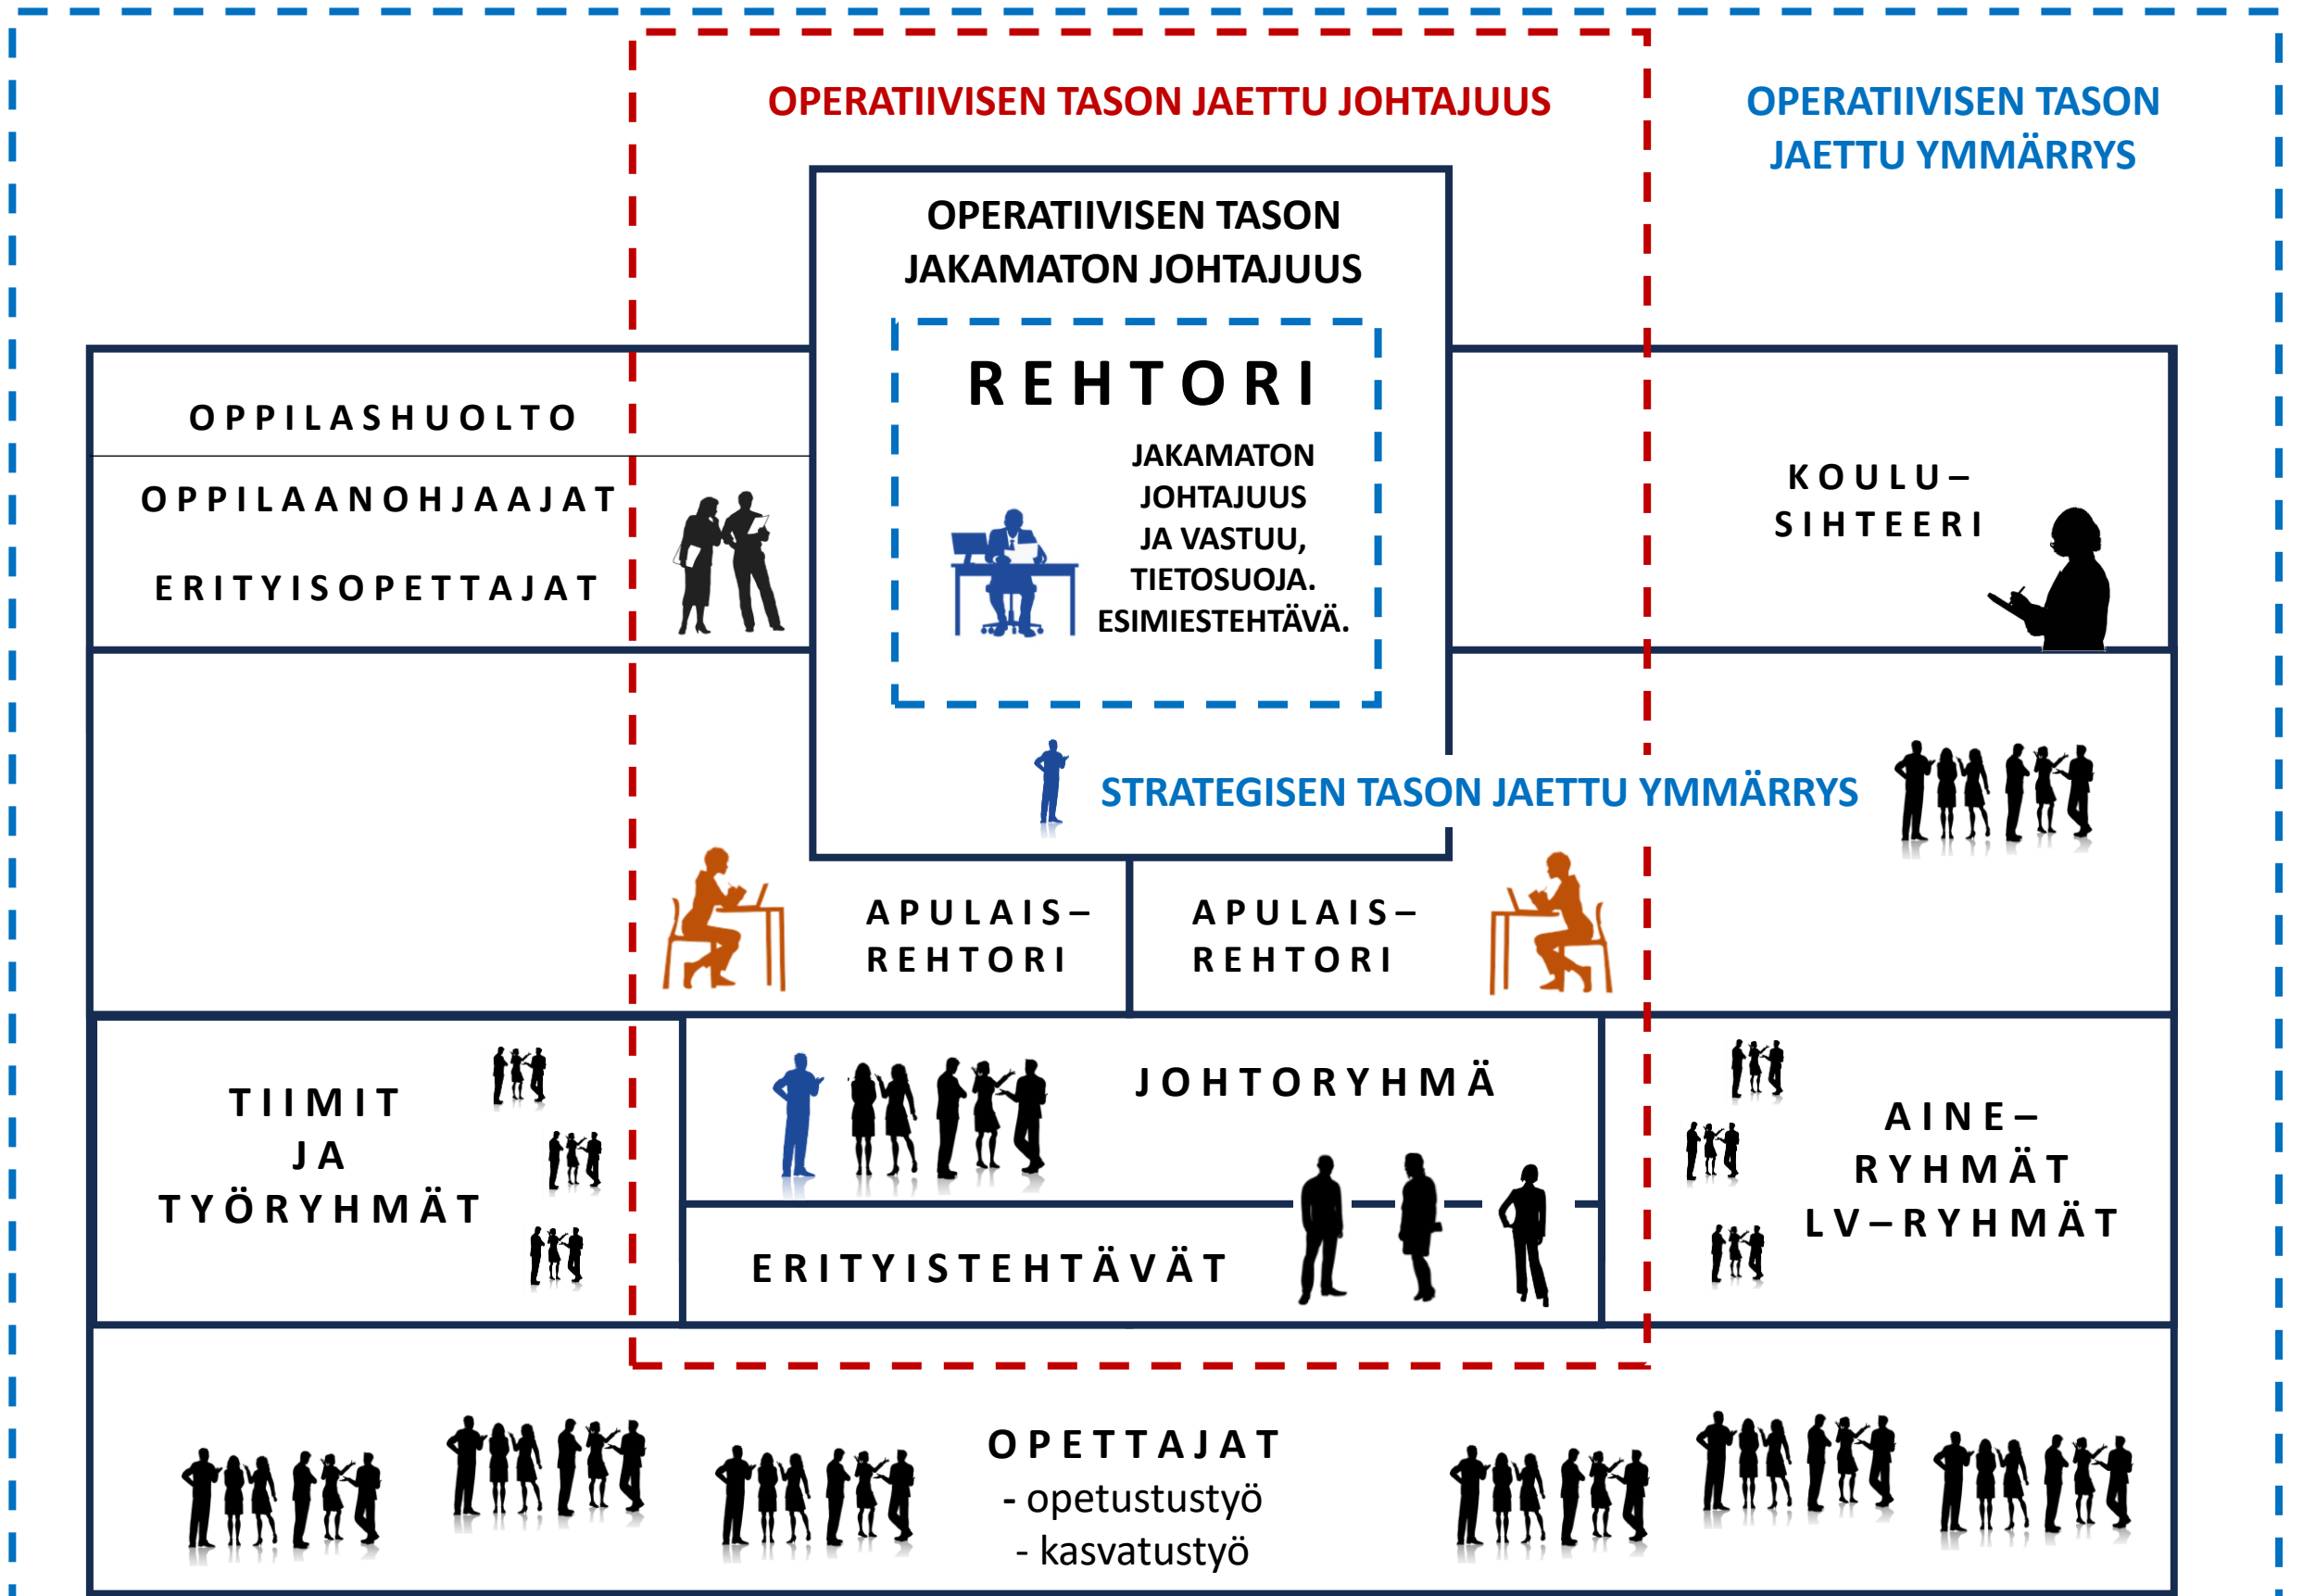 OPERATIIVISEN TASON JAETTU JOHTAJUUS
OPERATIIVISEN TASON
JAETTU YMMÄRRYS
OPERATIIVISEN TASON
JAKAMATON JOHTAJUUS
REHTORI
JAKAMATON
JOHTAJUUS
JA VASTUU,
TIETOSUOJA.
ESIMIESTEHTÄVÄ.
OPPILASHUOLTO
OPPILAANOHJAAJAT
ERITYISOPETTAJAT
KOULU–
SIHTEERI
STRATEGISEN TASON JAETTU YMMÄRRYS
APULAIS–
REHTORI
APULAIS–
REHTORI
TIIMIT
JA
TYÖRYHMÄT
JOHTORYHMÄ
ERITYISTEHTÄVÄT
AINE–
RYHMÄT
LV–RYHMÄT
OPETTAJAT
- opetustustyö
- kasvatustyö